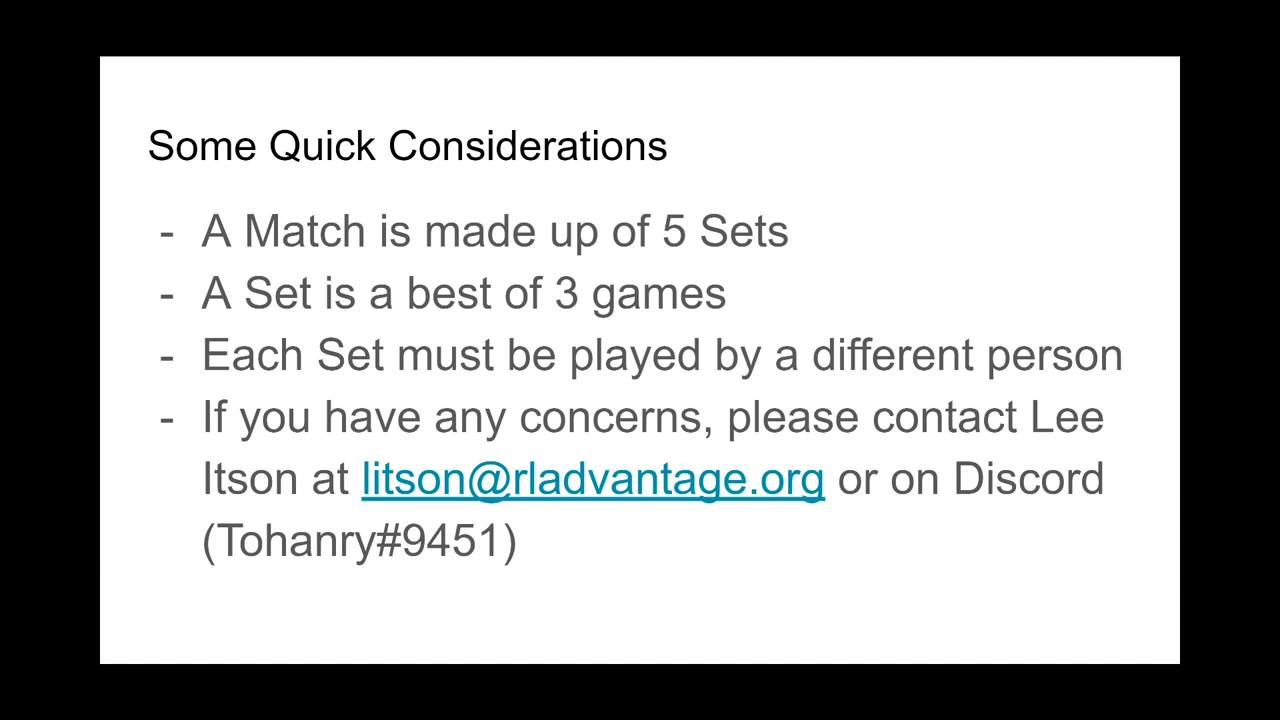 Some Quick Considerations
- A Match is made up of 5 Sets
- A Set is a best of 3 games
- Each Set must be played by a different person
- If you have any concerns, please contact Lee
Itson at litson@rladvantage.org or on Discord
(Tohanry#9451)